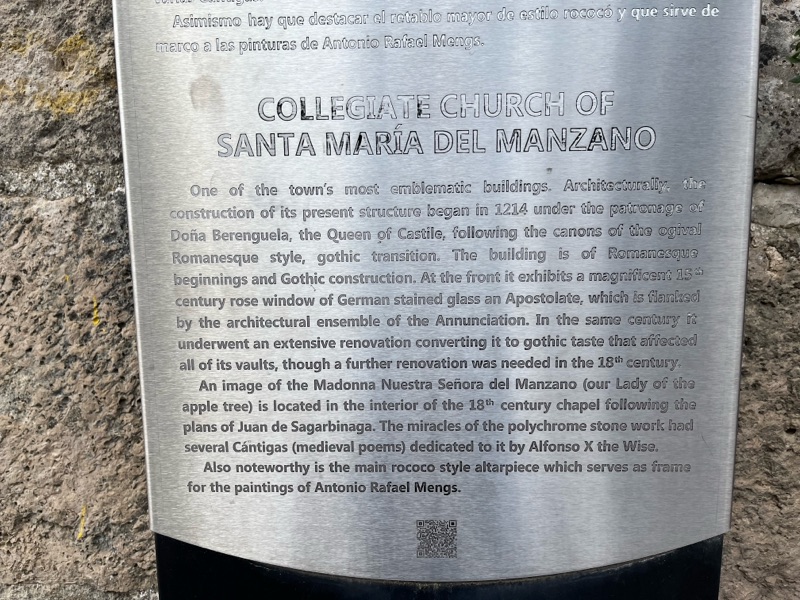 Asimismo hay que destacar el retablo mayor de estilo rococó y que sirve de
marco a las pinturas de Antonio Rafael Mengs.
COLLEGIATE CHURCH OF
SANTA MARÍA DEL MANZANO
One of the town's most emblematic buildings. Architecturally, the
construction of its present structure began in 1214 under the patronage of
Doña Berenguela, the Queen of Castile, following the canons of the ogival
Romanesque style, gothic transition. The building is of Romanesque
beginnings and Gothic construction. At the front it exhibits a magnificent 15th
century rose window of German stained glass an Apostolate, which is flanked
by the architectural ensemble of the Annunciation. In the same century it
underwent an extensive renovation converting it to gothic taste that affected
all of its vaults, though a further renovation was needed in the 18th century.
An image of the Madonna Nuestra Señora del Manzano (our Lady of the
apple tree) is located in the interior of the 18th century chapel following the
plans of Juan de Sagarbinaga. The miracles of the polychrome stone work had
several Cántigas (medieval poems) dedicated to it by Alfonso X the Wise.
Also noteworthy is the main rococo style altarpiece which serves as frame
for the paintings of Antonio Rafael Mengs.